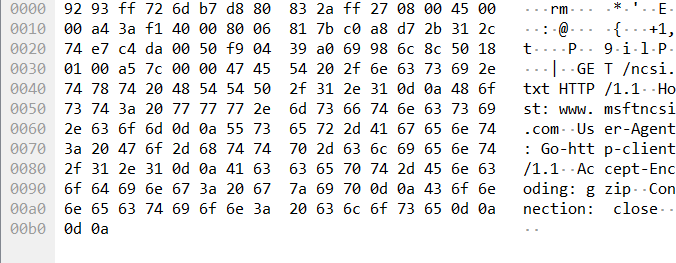 0000 92 93 ff 72 6d b7 d8 80 83 2a ff 27 08 00 45 00 ···rm··· ·*·'··E·
0010 00 a4 3a f1 40 00 80 06 81 7b c0 a8 d7 2b 31 2c ··:·@··· ·{···+1,
0020 74 e7 c4 da 00 50 f9 04 39 a0 69 98 6c 8c 50 18 t····P·· 9·i·l·P·
0030 01 00 a5 7c 00 00 47 45 54 20 2f 6e 63 73 69 2e ···|··GE T /ncsi.
0040 74 78 74 20 48 54 54 50 2f 31 2e 31 0d 0a 48 6f txt HTTP /1.1··Ho
0050 73 74 3a 20 77 77 77 2e 6d 73 66 74 6e 63 73 69 st: www. msftncsi
0060 2e 63 6f 6d 0d 0a 55 73 65 72 2d 41 67 65 6e 74 .com··Us er-Agent
0070 3a 20 47 6f 2d 68 74 74 70 2d 63 6c 69 65 6e 74 : Go-htt p-client
0080 2f 31 2e 31 0d 0a 41 63 63 65 70 74 2d 45 6e 63 /1.1··Ac cept-Enc
0090 6f 64 69 6e 67 3a 20 67 7a 69 70 0d 0a 43 6f 6e oding: g zip··Con
00a0 6e 65 63 74 69 6f 6e 3a 20 63 6c 6f 73 65 0d 0a nection: close··
00b0 0d 0a ··